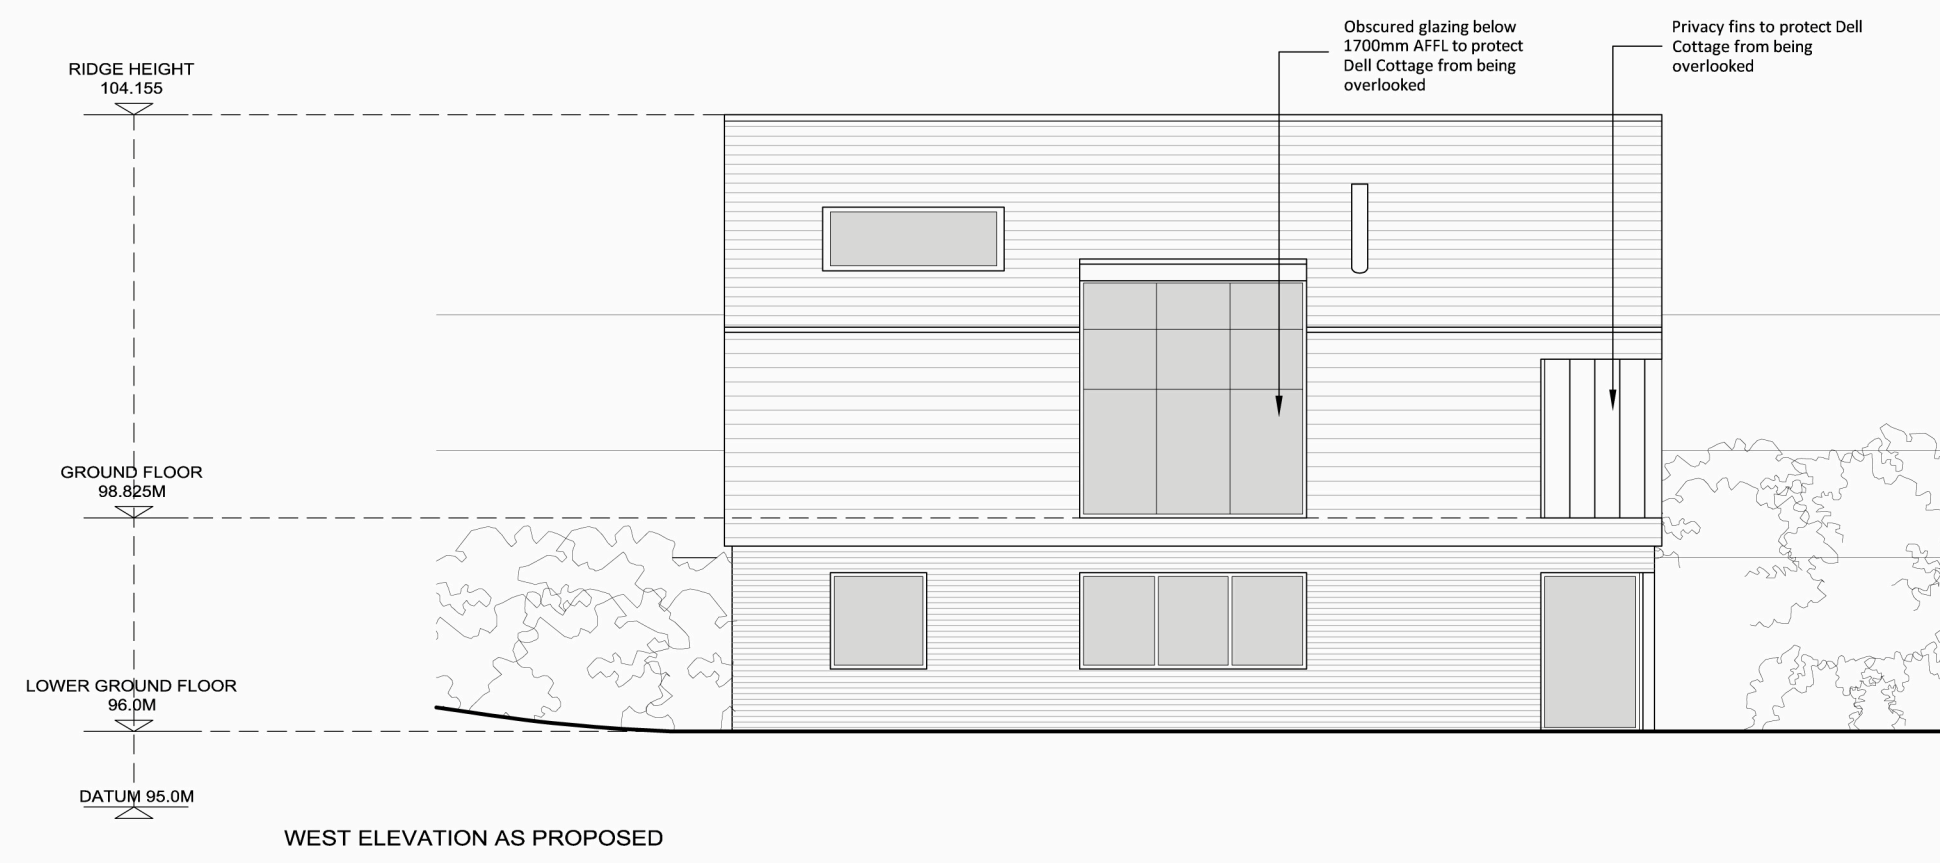 Obscured glazing below
1700mm AFFL to protect
Dell Cottage from being
overlooked
Privacy fins to protect Dell
Cottage from being
overlooked
RIDGE HEIGHT
104.155
GROUND FLOOR
98.825M
LOWER GROUND FLOOR
96.0M
DATUM 95.0M
WEST ELEVATION AS PROPOSED